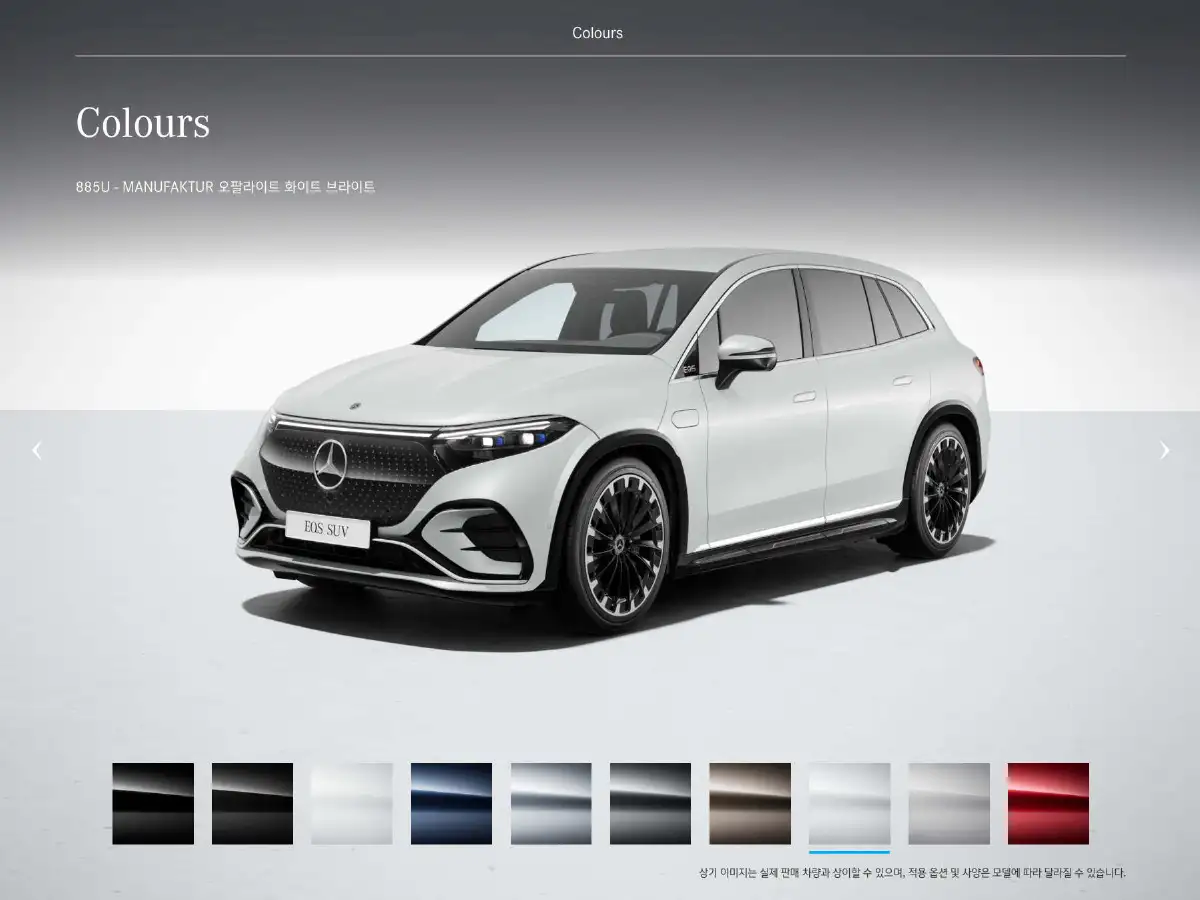 Colours
Colours
885U - MANUFAKTUR 오팔라이트 화이트 브라이트
EQS
EQS SUV
상기 이미지는 실제 판매 차량과 상이할 수 있으며, 적용 옵션 및 사양은 모델에 따라 달라질 수 있습니다.